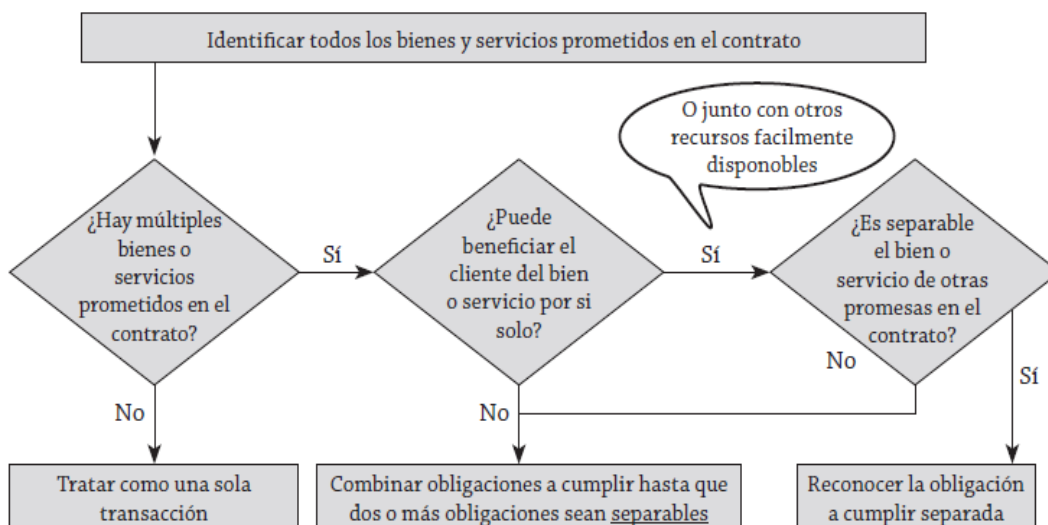 Identificar todos los bienes y servicios prometidos en el contrato
O junto con otros
recursos facilmente
disponobles
¿Hay múltiples
bienes o
servicios
prometidos en el
contrato?
Sí
¿Puede
beneficiar el
cliente del bien
o servicio por si
solo?
Sí
¿Es separable
el bien o
servicio de otras
promesas en el
contrato?
No
No
No
Sí
Tratar como una sola
transacción
Combinar obligaciones a cumplir hasta que
dos o más obligaciones sean separables
Reconocer la obligación
a cumplir separada